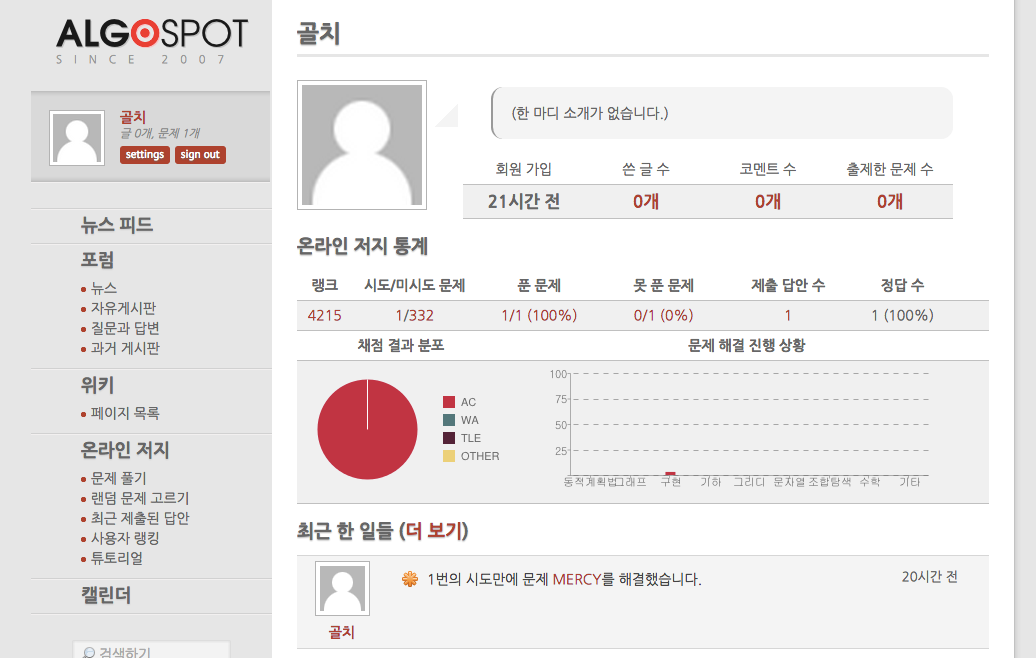 ALGOSPOT
SINCE 2007
골치
글 0개, 문제 1개
settings sign out
뉴스 피드
포럼
뉴스
자유게시판
질문과 답변
과거 게시판
위키
페이지 목록
온라인 저지
문제 풀기
랜덤 문제 고르기
최근 제출된 답안
사용자 랭킹
튜토리얼
캘린더
검색하기
골치
(한 마디 소개가 없습니다.)
회원 가입 쓴 글 수 코멘트 수 출제한 문제 수
21시간 전 0개 0개 0개
온라인 저지 통계
랭크 시도/미시도 문제 푼 문제 못 푼 문제 제출 답안 수 정답 수
4215 1/332 1/1 (100%) 0/1 (0%) 1 1 (100%)
채점 결과 분포 문제 해결 진행 상황
AC
WA
TLE
OTHER
100
75
50
25
동적계획법 그래프 구현 기하 그리디 문자열 조합탐색 수학 기타
최근 한 일들 (더 보기)
1번의 시도만에 문제 MERCY를 해결했습니다. 20시간 전
골치